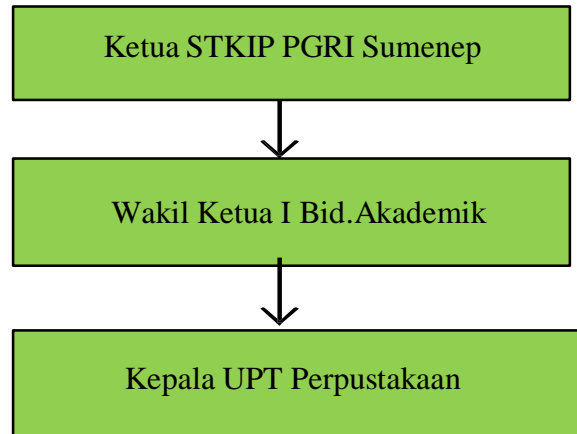 Ketua STKIP PGRI Sumenep
Wakil Ketua I Bid.Akademik
Kepala UPT Perpustakaan